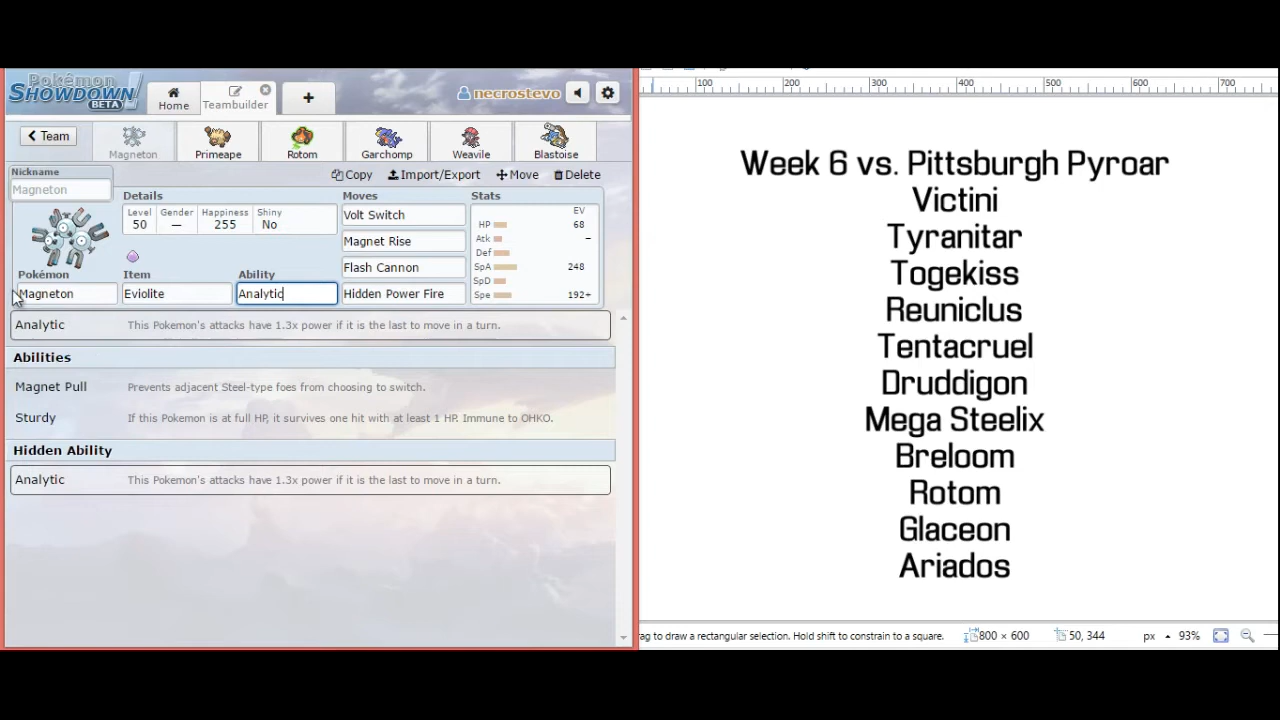 Pokémon
SHOWDOWN!
BETA
Home
Teambuilder
+
necrostevo
< Team
Magneton
Primeape
Rotom
Garchomp
Weavile
Blastoise
Copy
Import/Export
Move
Delete
Nickname
Magneton
Details
Level
50
Gender
—
Happiness
255
Shiny
No
Pokémon
Magneton
Item
Eviolite
Ability
Analytic
Moves
Volt Switch
Magnet Rise
Flash Cannon
Hidden Power Fire
Stats
EV
HP 68
Atk –
Def
SpA 248
SpD
Spe 192+
Analytic This Pokemon's attacks have 1.3x power if it is the last to move in a turn.
Abilities
Magnet Pull Prevents adjacent Steel-type foes from choosing to switch.
Sturdy If this Pokemon is at full HP, it survives one hit with at least 1 HP. Immune to OHKO.
Hidden Ability
Analytic This Pokemon's attacks have 1.3x power if it is the last to move in a turn.
100 200 300 400 500 600 700
Week 6 vs. Pittsburgh Pyroar
Victini
Tyranitar
Togekiss
Reuniclus
Tentacruel
Druddigon
Mega Steelix
Breloom
Rotom
Glaceon
Ariados
rag to draw a rectangular selection. Hold shift to constrain to a square. 800 × 600 50, 344 px 93%